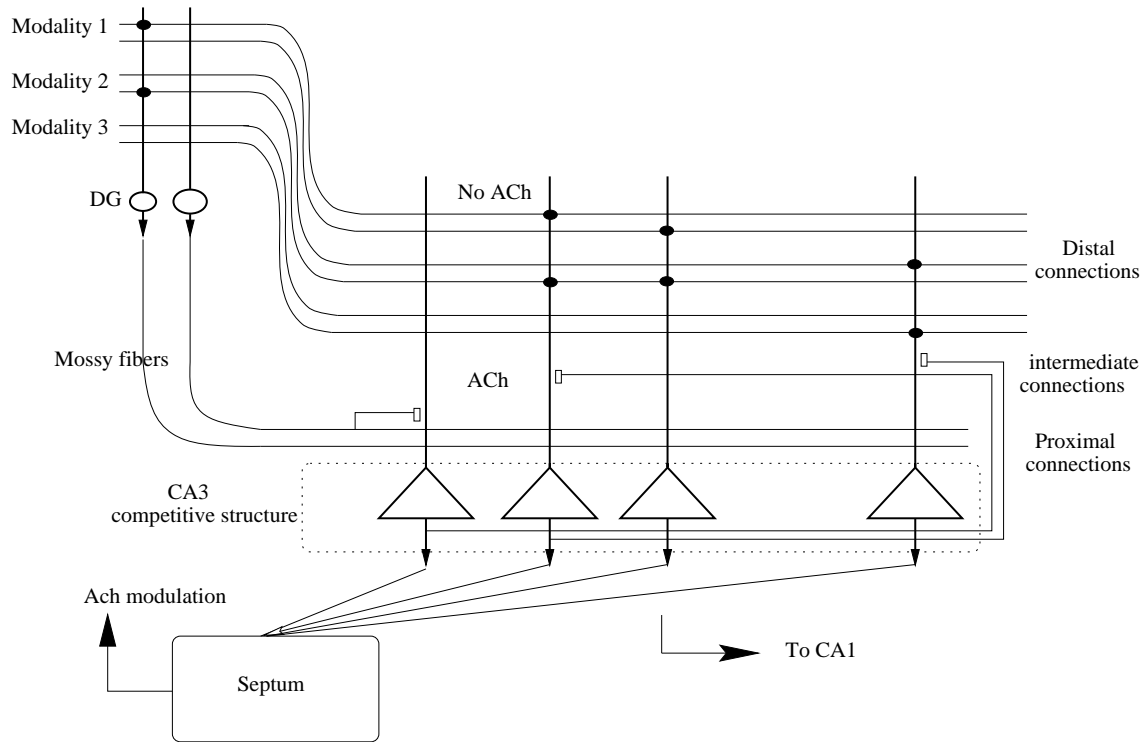 Modality 1
Modality 2
Modality 3
DG
No ACh
Distal
connections
Mossy fibers
ACh
intermediate
connections
Proximal
connections
CA3
competitive structure
Ach modulation
Septum
To CA1